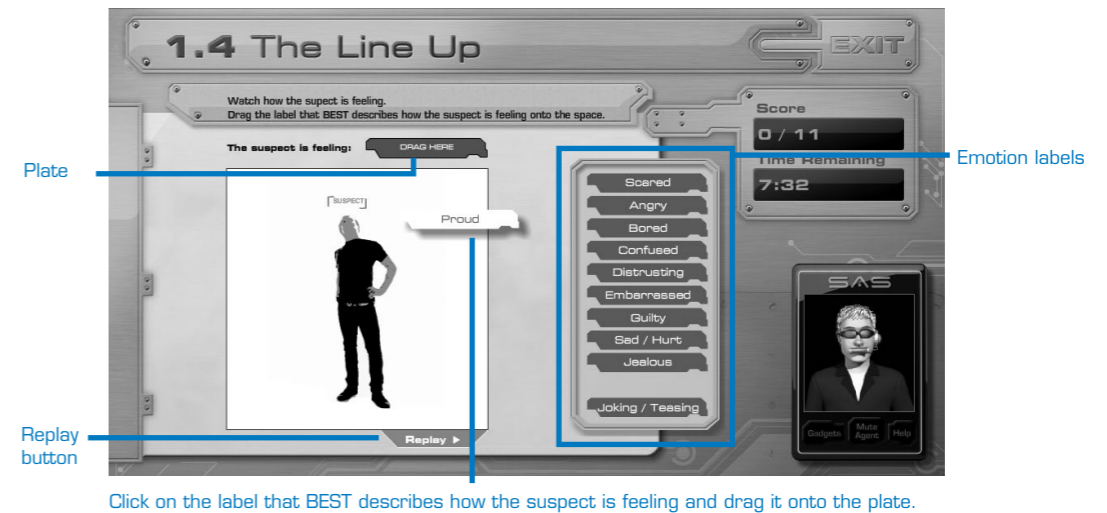 1.4 The Line Up
EXIT
Watch how the supect is feeling.
Drag the label that BEST describes how the suspect is feeling onto the space.
The suspect is feeling:
DRAG HERE
Score
0 / 11
Time Remaining
7:32
Plate
Emotion labels
SUSPECT
Proud
Scared
Angry
Bored
Confused
Distrusting
Embarrassed
Guilty
Sad / Hurt
Jealous
Joking / Teasing
SAS
Gadgets
Mute
Agent
Help
Replay
button
Replay
Click on the label that BEST describes how the suspect is feeling and drag it onto the plate.